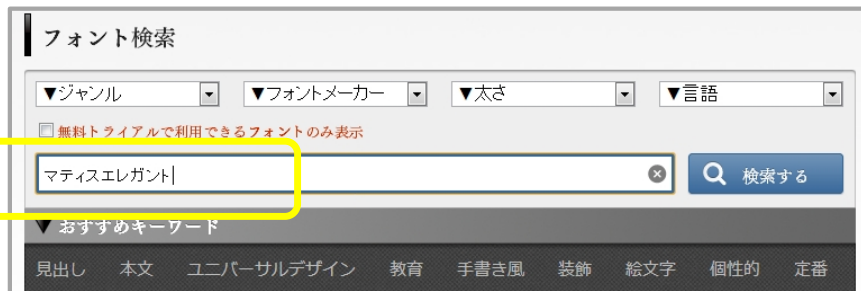 フォント検索
▼ジャンル ▼フォントメーカー ▼太さ ▼言語
無料トライアルで利用できるフォントのみ表示
マティスエレガント 検索する
▼おすすめキーワード
見出し 本文 ユニバーサルデザイン 教育 手書き風 装飾 絵文字 個性的 定番